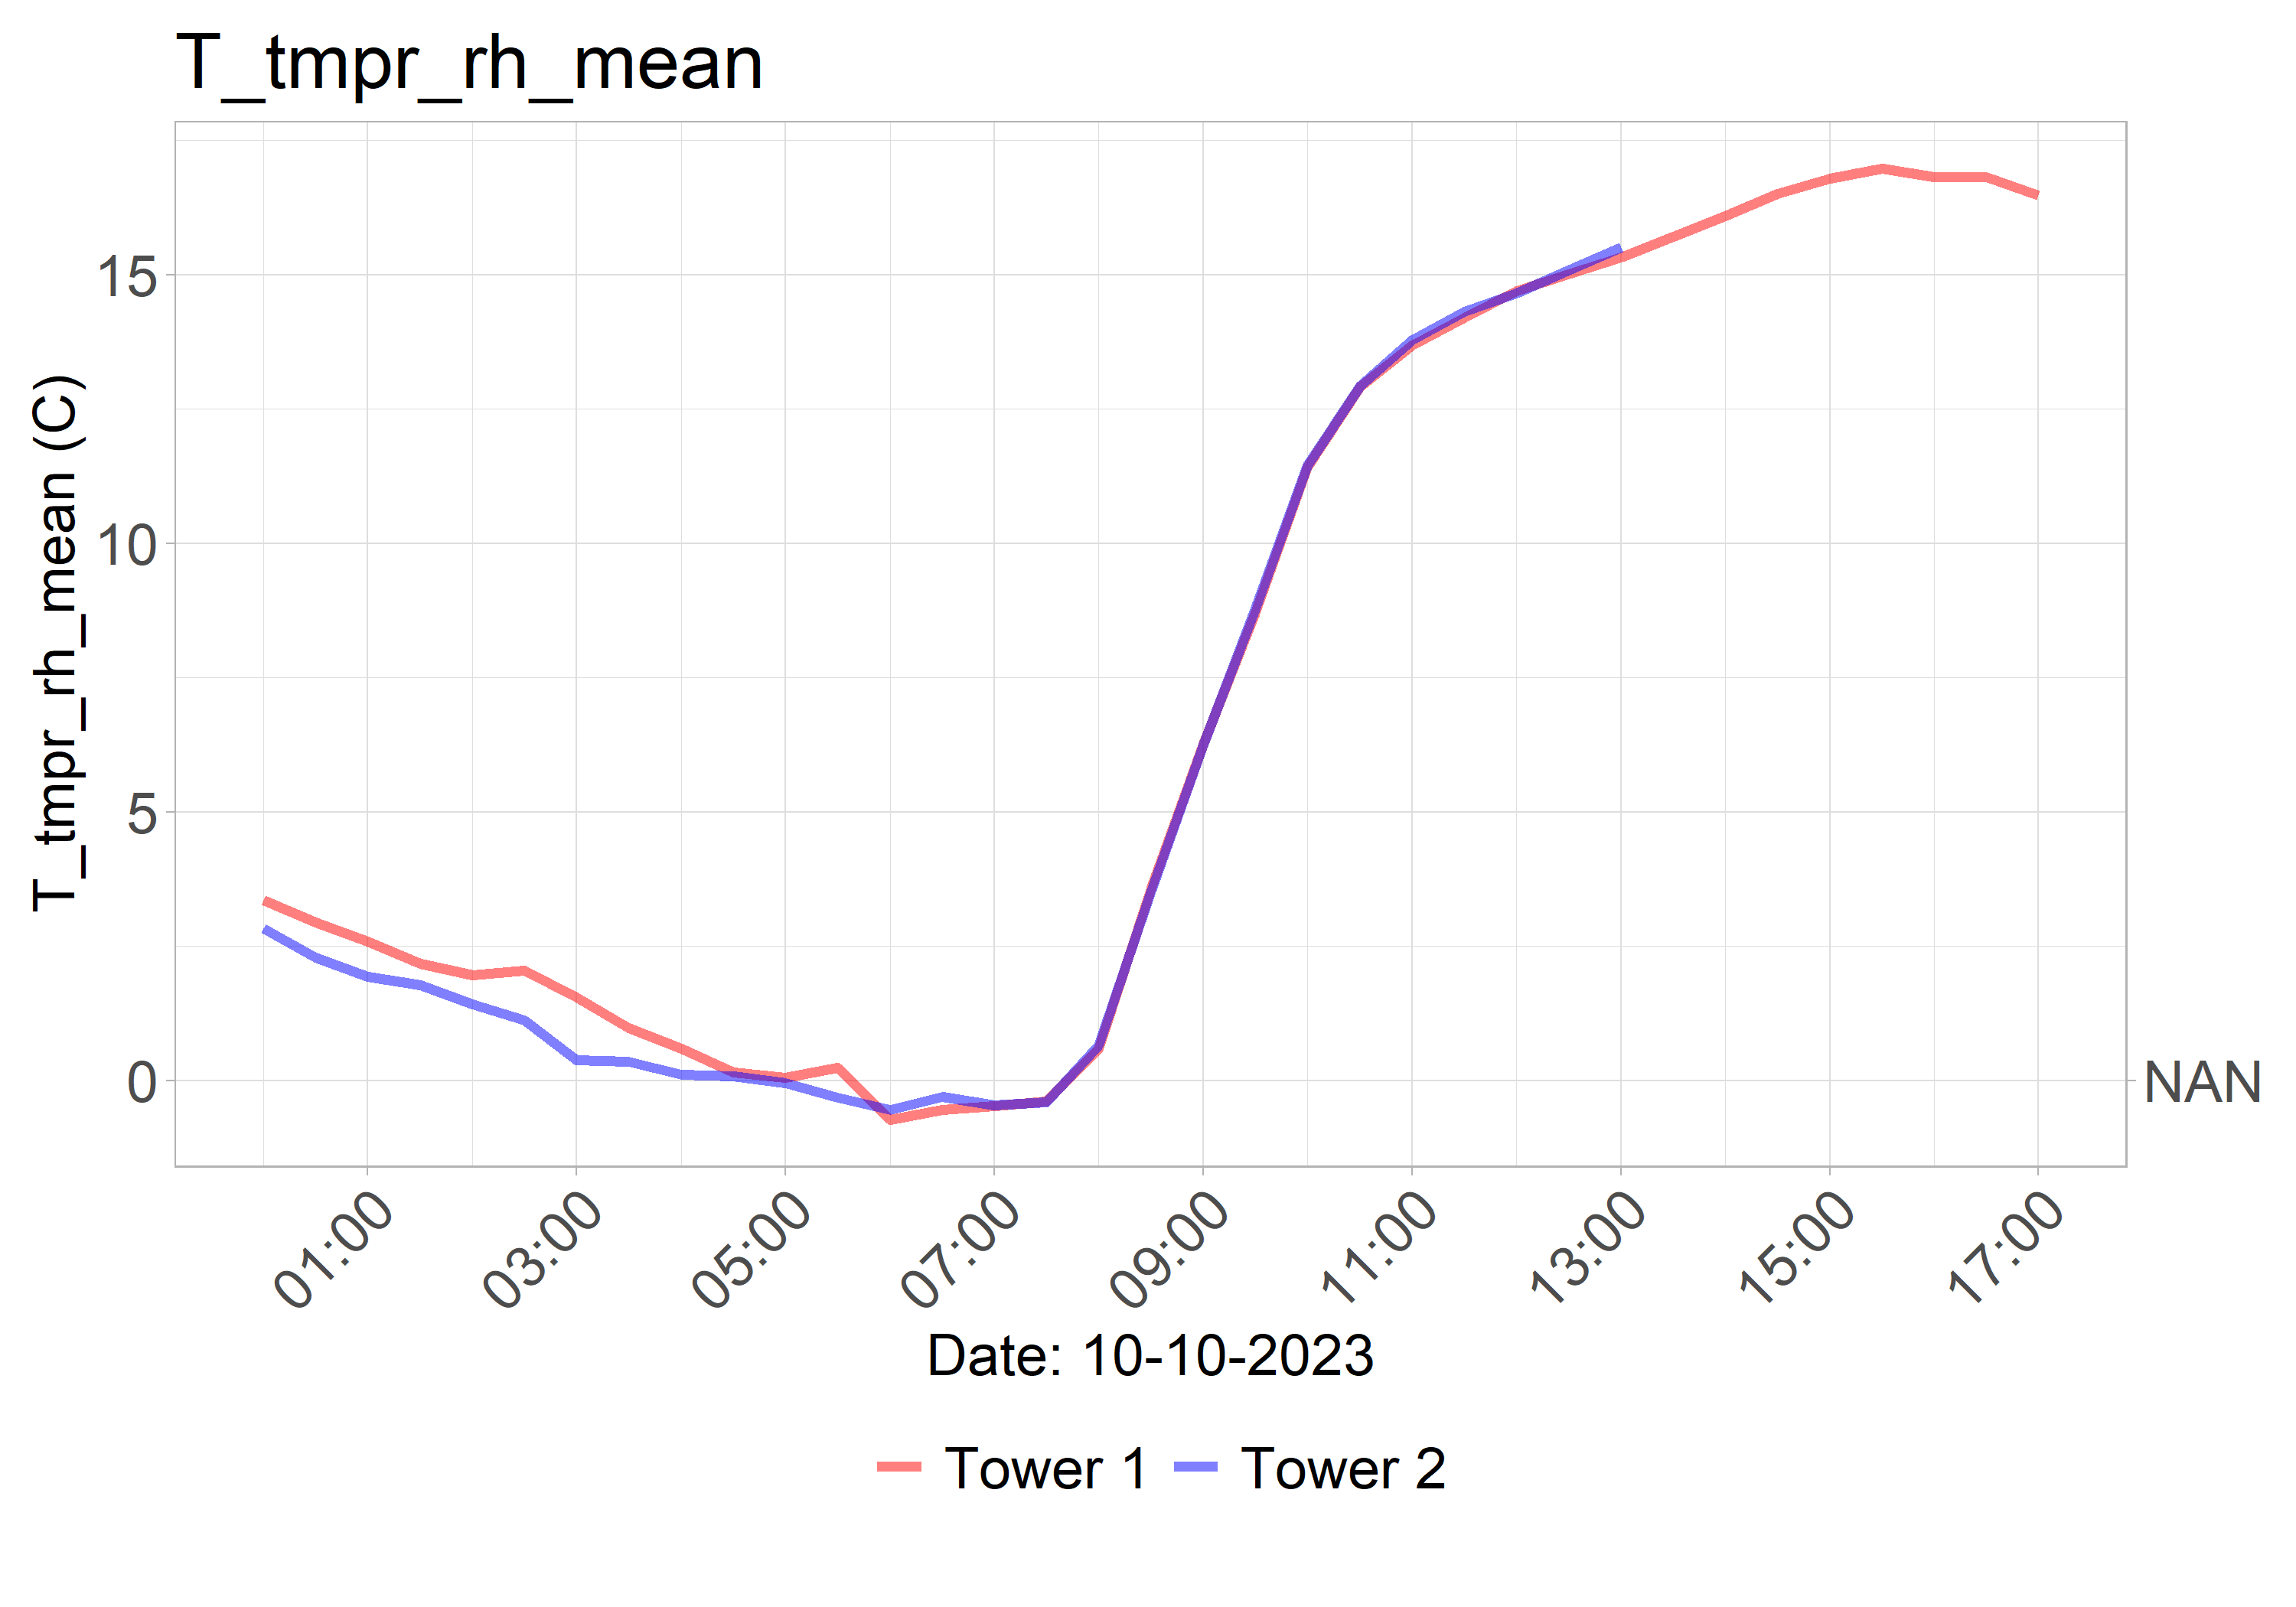 T_tmpr_rh_mean
T_tmpr_rh_mean (C)
15
10
5
0
NAN
01:00 03:00 05:00 07:00 09:00 11:00 13:00 15:00 17:00
Date: 10-10-2023
Tower 1 Tower 2